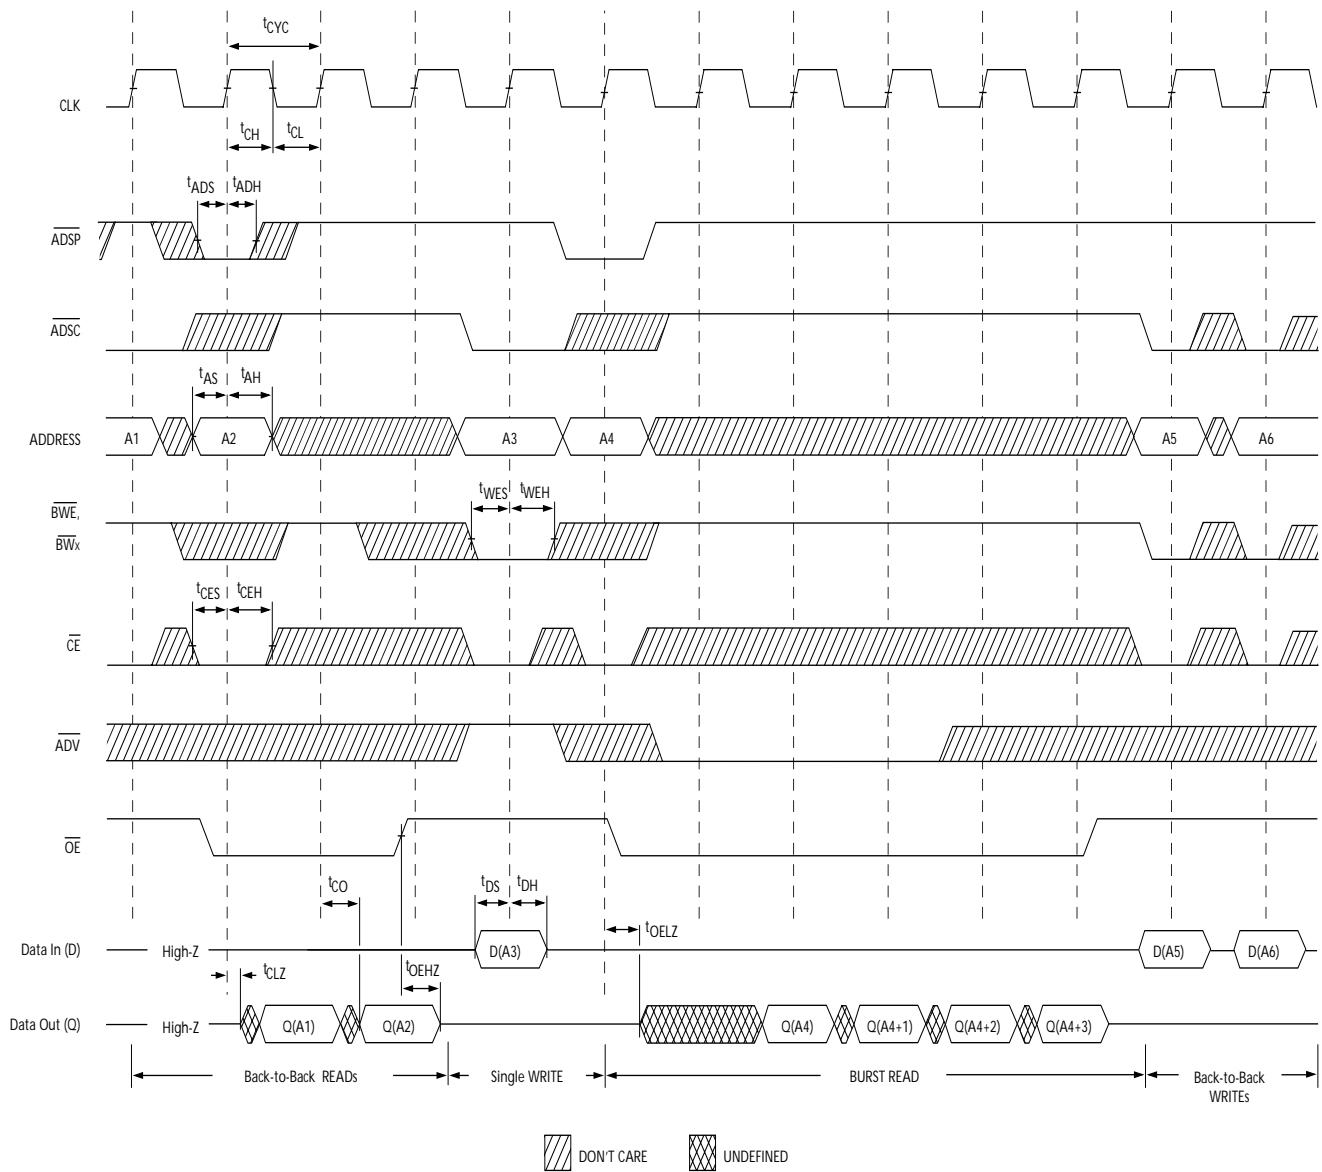 tCYC
CLK
tCH tCL
tADS tADH
ADSP
ADSC
tAS tAH
ADDRESS A1 A2 A3 A4 A5 A6
tWES tWEH
BWE,
BWx
tCES tCEH
CE
ADV
OE
tCO tDS tDH
tOELZ
Data In (D) High-Z D(A3) D(A5) D(A6)
tCLZ tOEHZ
Data Out (Q) High-Z Q(A1) Q(A2) Q(A4) Q(A4+1) Q(A4+2) Q(A4+3)
Back-to-Back READs Single WRITE BURST READ Back-to-Back
WRITEs
DON'T CARE UNDEFINED